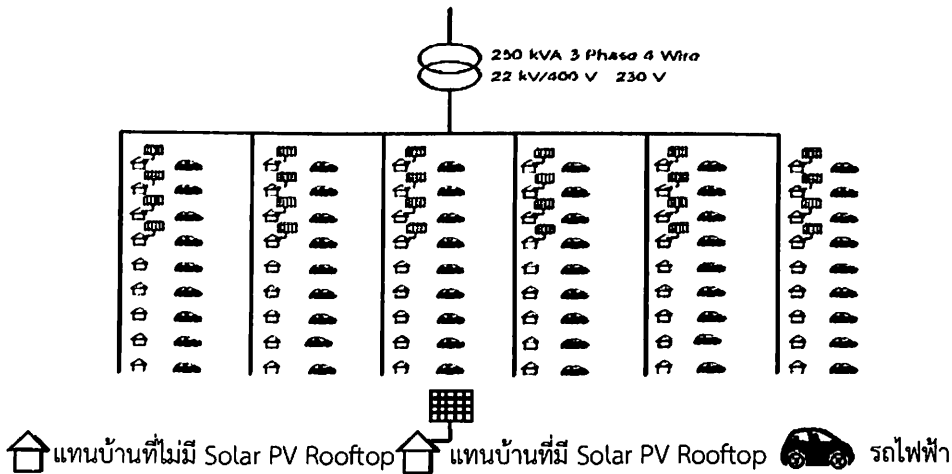 250 kVA 3 Phase 4 Wire
22 kV/400 V 230 V
แทนบ้านที่ไม่มี Solar PV Rooftop แทนบ้านที่มี Solar PV Rooftop รถไฟฟ้า